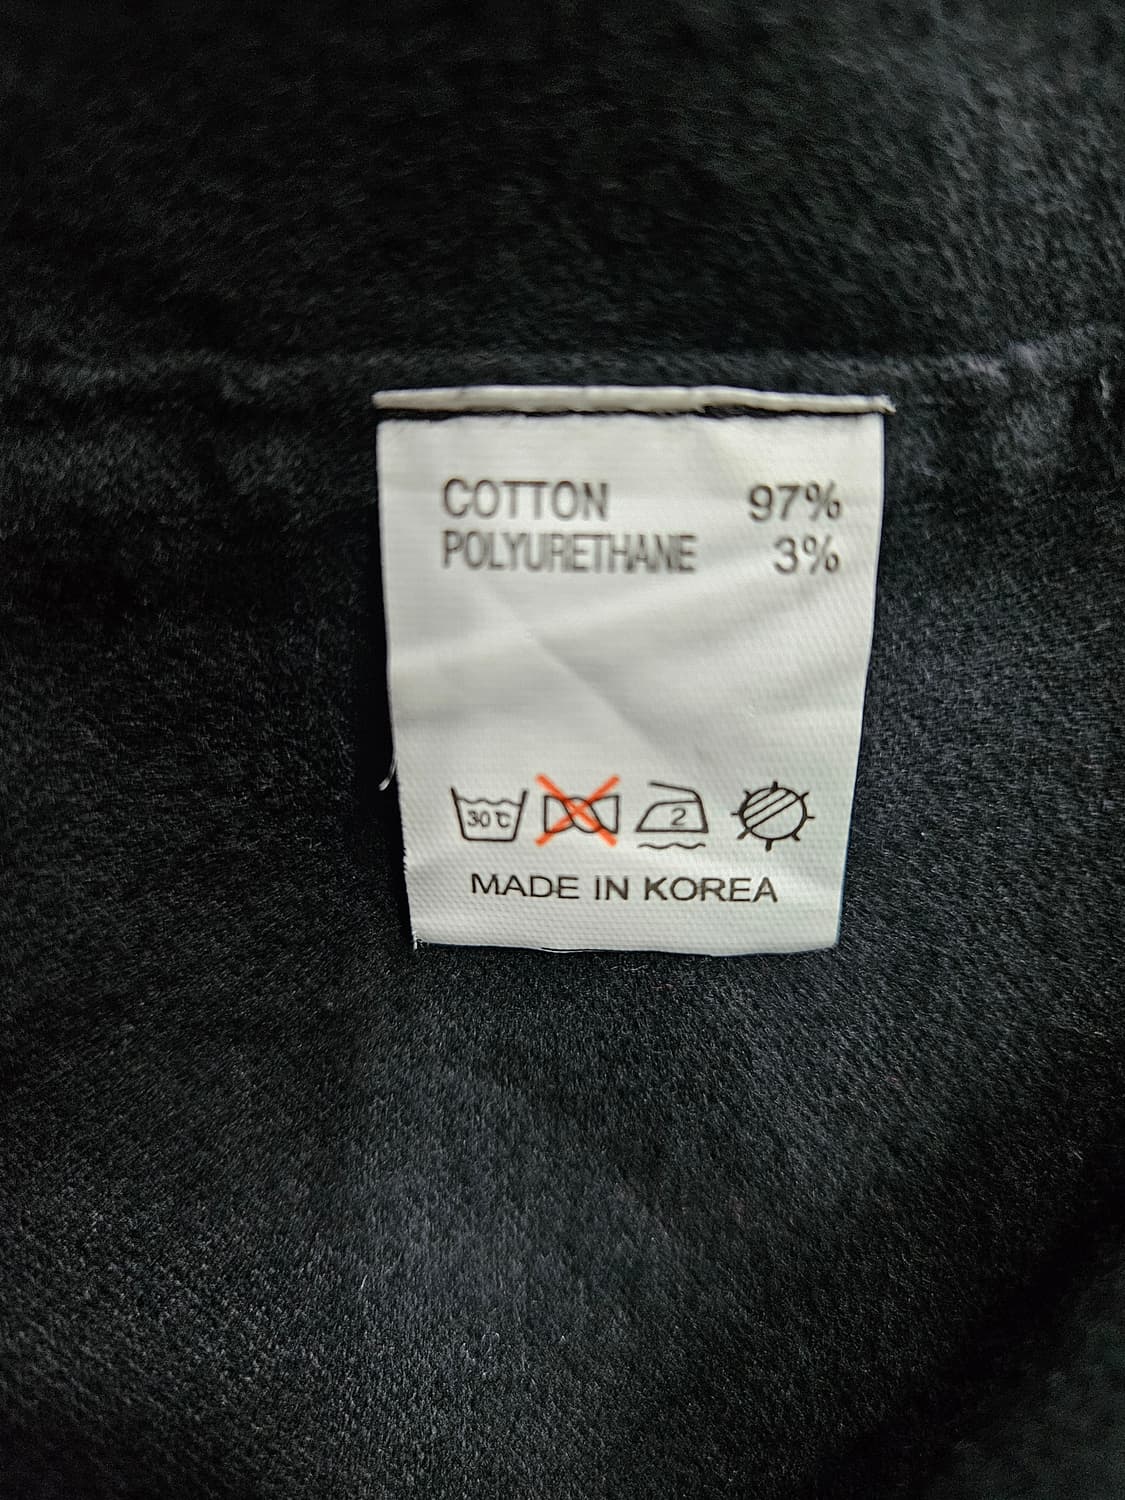 COTTON 97%
POLYURETHANE 3%
30℃ 2
MADE IN KOREA